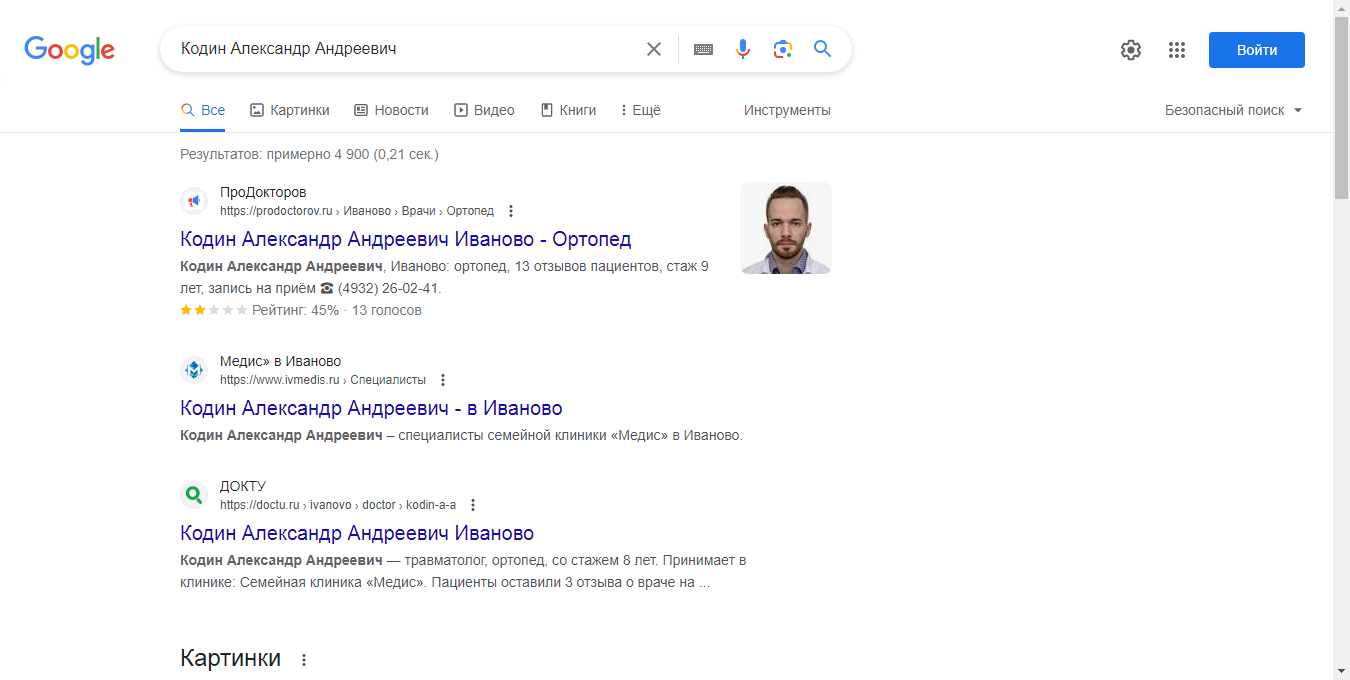 Google
Кодин Александр Андреевич
Войти
Все
Картинки
Новости
Видео
Книги
Ещё
Инструменты
Безопасный поиск
Результатов: примерно 4 900 (0,21 сек.)
ПроДокторов
https://prodoctorov.ru › Иваново › Врачи › Ортопед
Кодин Александр Андреевич Иваново - Ортопед
Кодин Александр Андреевич, Иваново: ортопед, 13 отзывов пациентов, стаж 9
лет, запись на приём ☎ (4932) 26-02-41.
Рейтинг: 45% · 13 голосов
Медис» в Иваново
https://www.ivmedis.ru › Специалисты
Кодин Александр Андреевич - в Иваново
Кодин Александр Андреевич – специалисты семейной клиники «Медис» в Иваново.
ДОКТУ
https://doctu.ru › ivanovo › doctor › kodin-a-a
Кодин Александр Андреевич Иваново
Кодин Александр Андреевич — травматолог, ортопед, со стажем 8 лет. Принимает в
клинике: Семейная клиника «Медис». Пациенты оставили 3 отзыва о враче на ...
Картинки